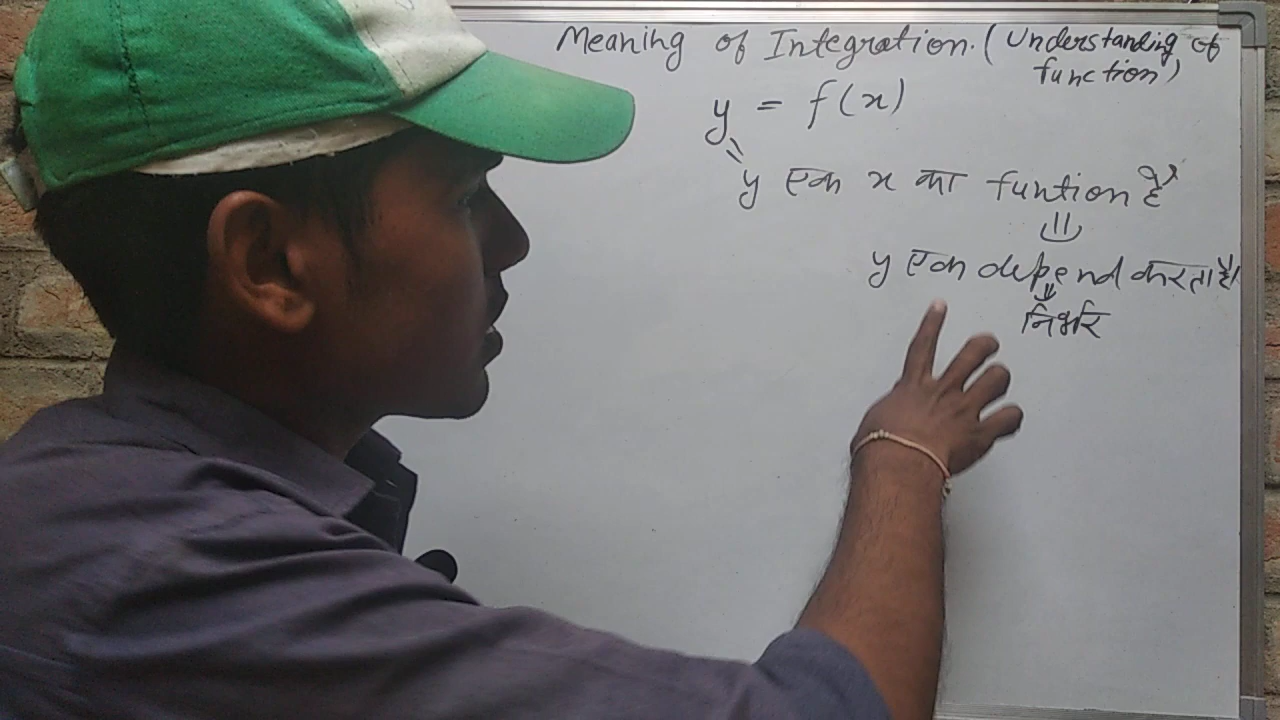 Meaning of Integration. (Understanding of
function)
y = f(x)
y एक x का funtion है
y एक depend करता है।
निर्भर